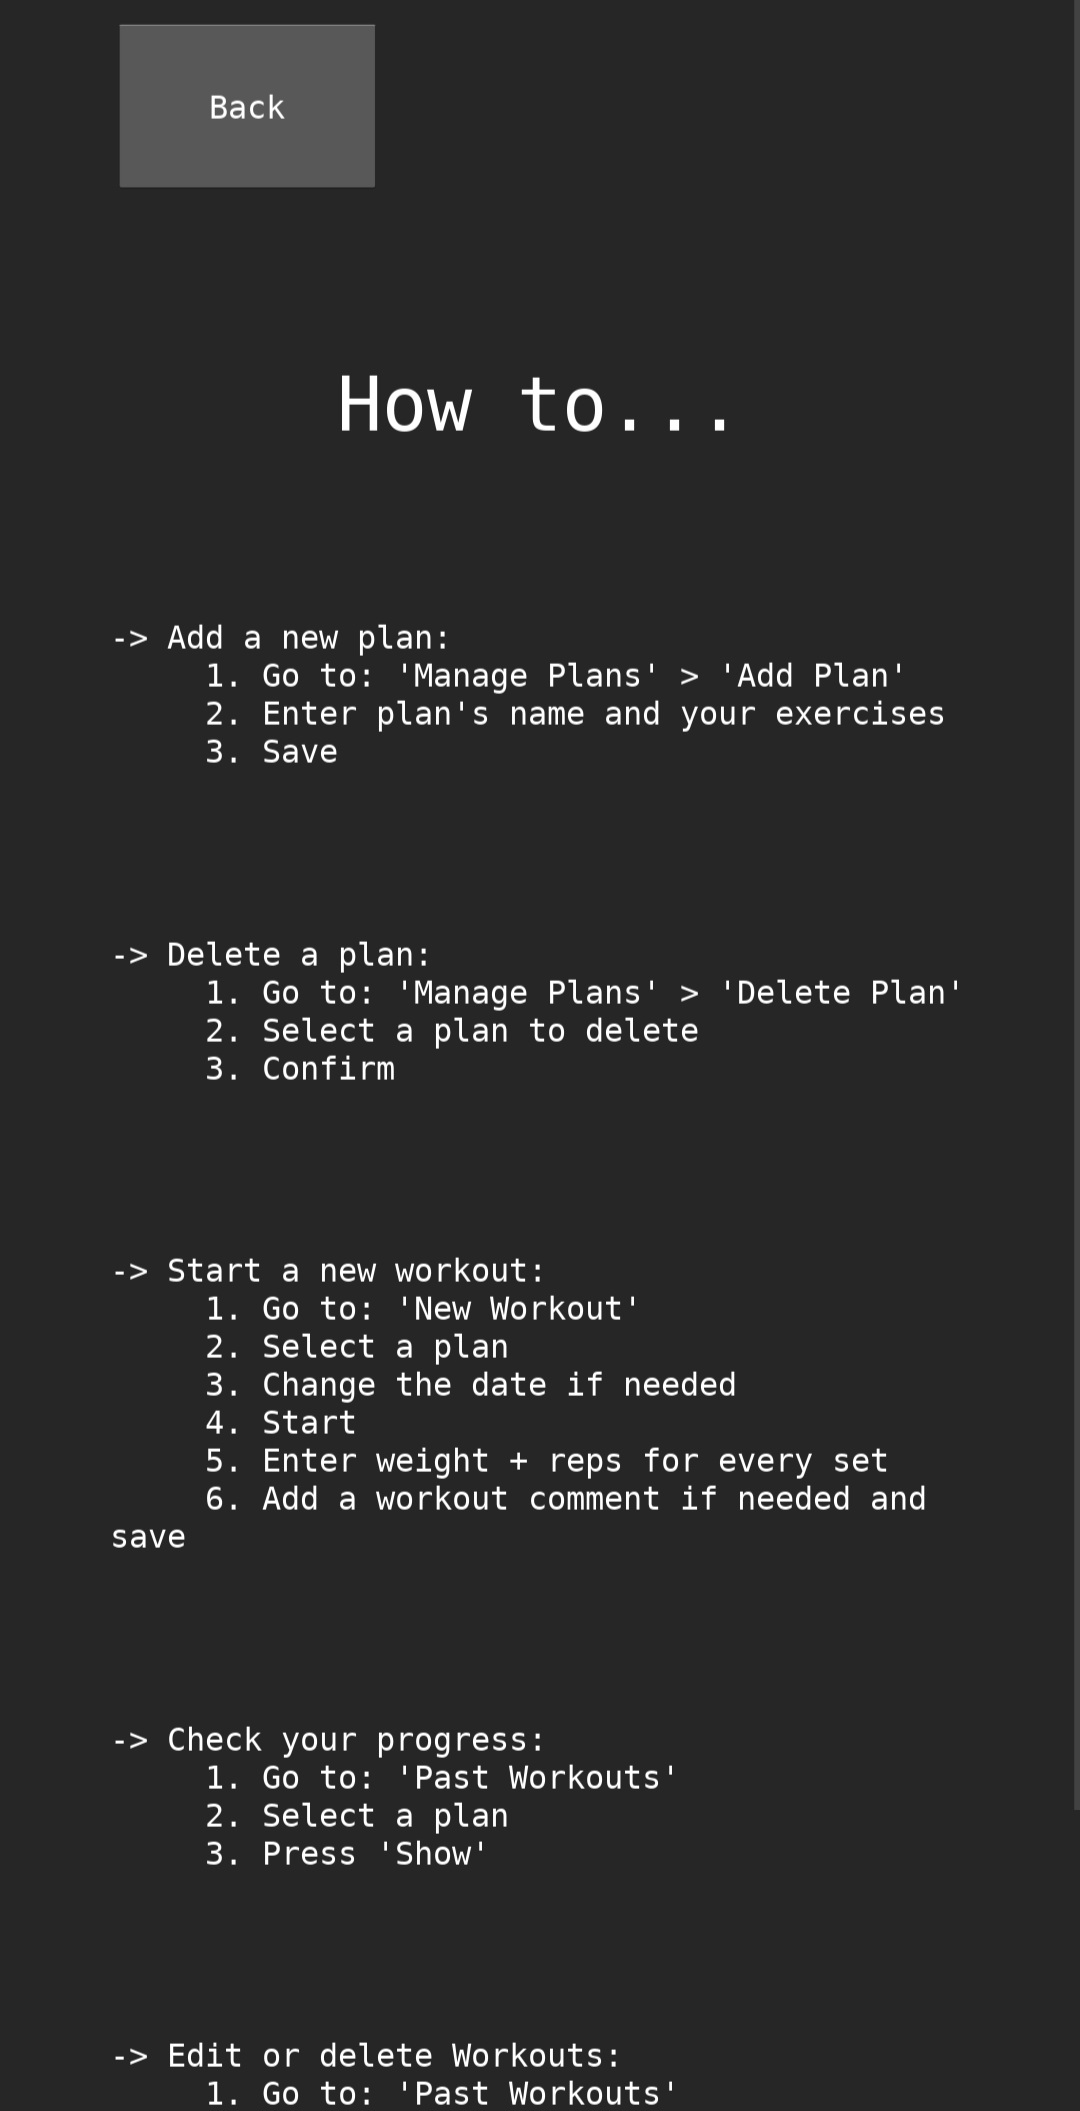 Back
How to...
-> Add a new plan:
1. Go to: 'Manage Plans' > 'Add Plan'
2. Enter plan's name and your exercises
3. Save
-> Delete a plan:
1. Go to: 'Manage Plans' > 'Delete Plan'
2. Select a plan to delete
3. Confirm
-> Start a new workout:
1. Go to: 'New Workout'
2. Select a plan
3. Change the date if needed
4. Start
5. Enter weight + reps for every set
6. Add a workout comment if needed and
save
-> Check your progress:
1. Go to: 'Past Workouts'
2. Select a plan
3. Press 'Show'
-> Edit or delete Workouts:
1. Go to: 'Past Workouts'